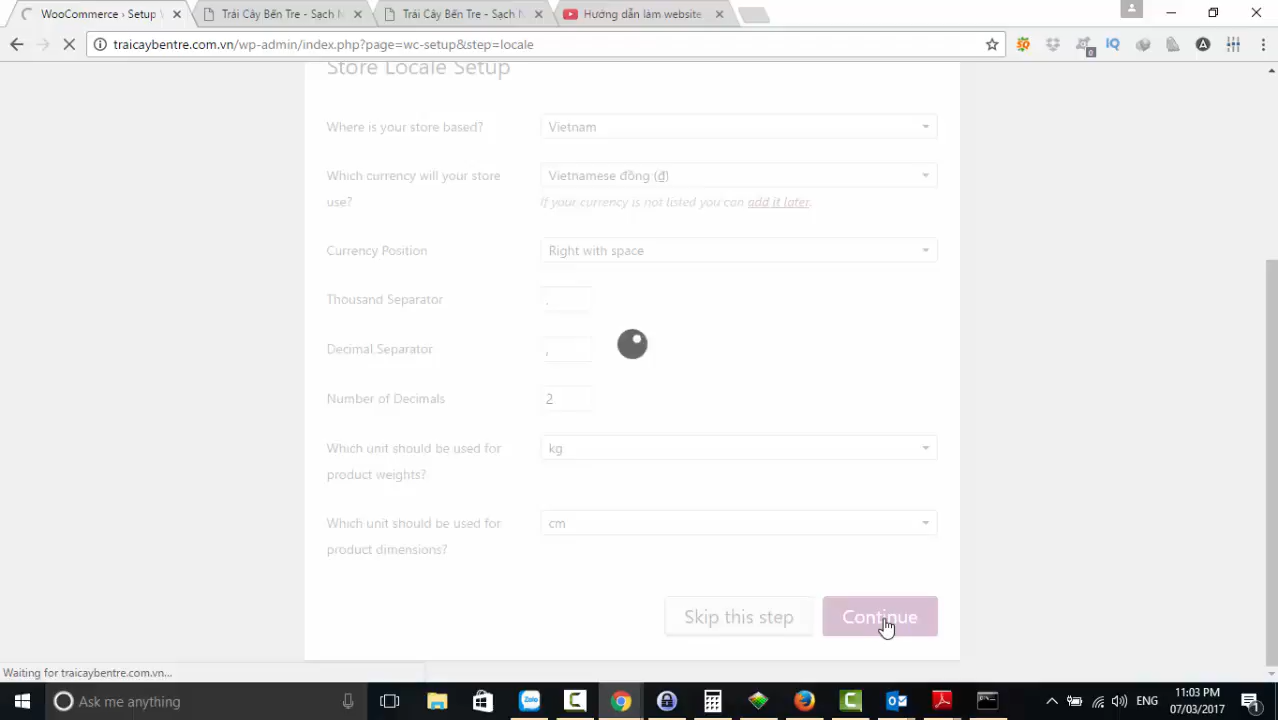 WooCommerce › Setup
Trái Cây Bến Tre - Sạch
Trái Cây Bến Tre - Sạch
Hướng dẫn làm website
traicaybentre.com.vn/wp-admin/index.php?page=wc-setup&step=locale
Store Locale Setup
Where is your store based?
Vietnam
Which currency will your store
use?
Vietnamese đồng (₫)
If your currency is not listed you can add it later.
Currency Position
Right with space
Thousand Separator
.
Decimal Separator
,
Number of Decimals
2
Which unit should be used for
product weights?
kg
Which unit should be used for
product dimensions?
cm
Skip this step
Continue
Waiting for traicaybentre.com.vn...
Ask me anything
Zalo
ENG
11:03 PM
07/03/2017